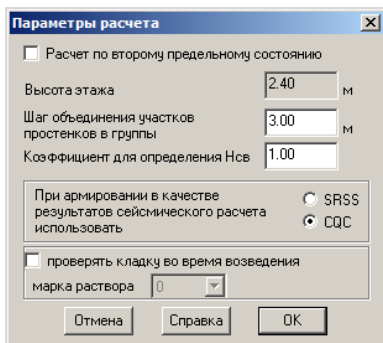 Параметры расчета
Расчет по второму предельному состоянию
Высота этажа 2.40 м
Шаг объединения участков
простенков в группы 3.00 м
Коэффициент для определения Нсв 1.00
При армировании в качестве
результатов сейсмического расчета
использовать
SRSS
CQC
проверять кладку во время возведения
марка раствора 0
Отмена Справка OK